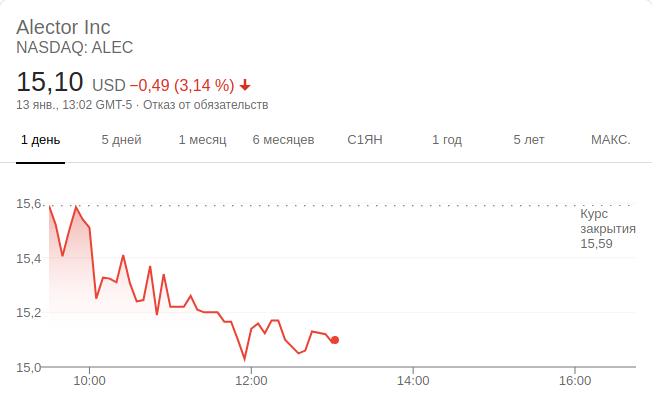 Alector Inc
NASDAQ: ALEC
15,10 USD −0,49 (3,14 %)
13 янв., 13:02 GMT-5 · Отказ от обязательств
1 день 5 дней 1 месяц 6 месяцев С1ЯН 1 год 5 лет МАКС.
15,6
Курс
закрытия
15,59
15,4
15,2
15,0
10:00 12:00 14:00 16:00